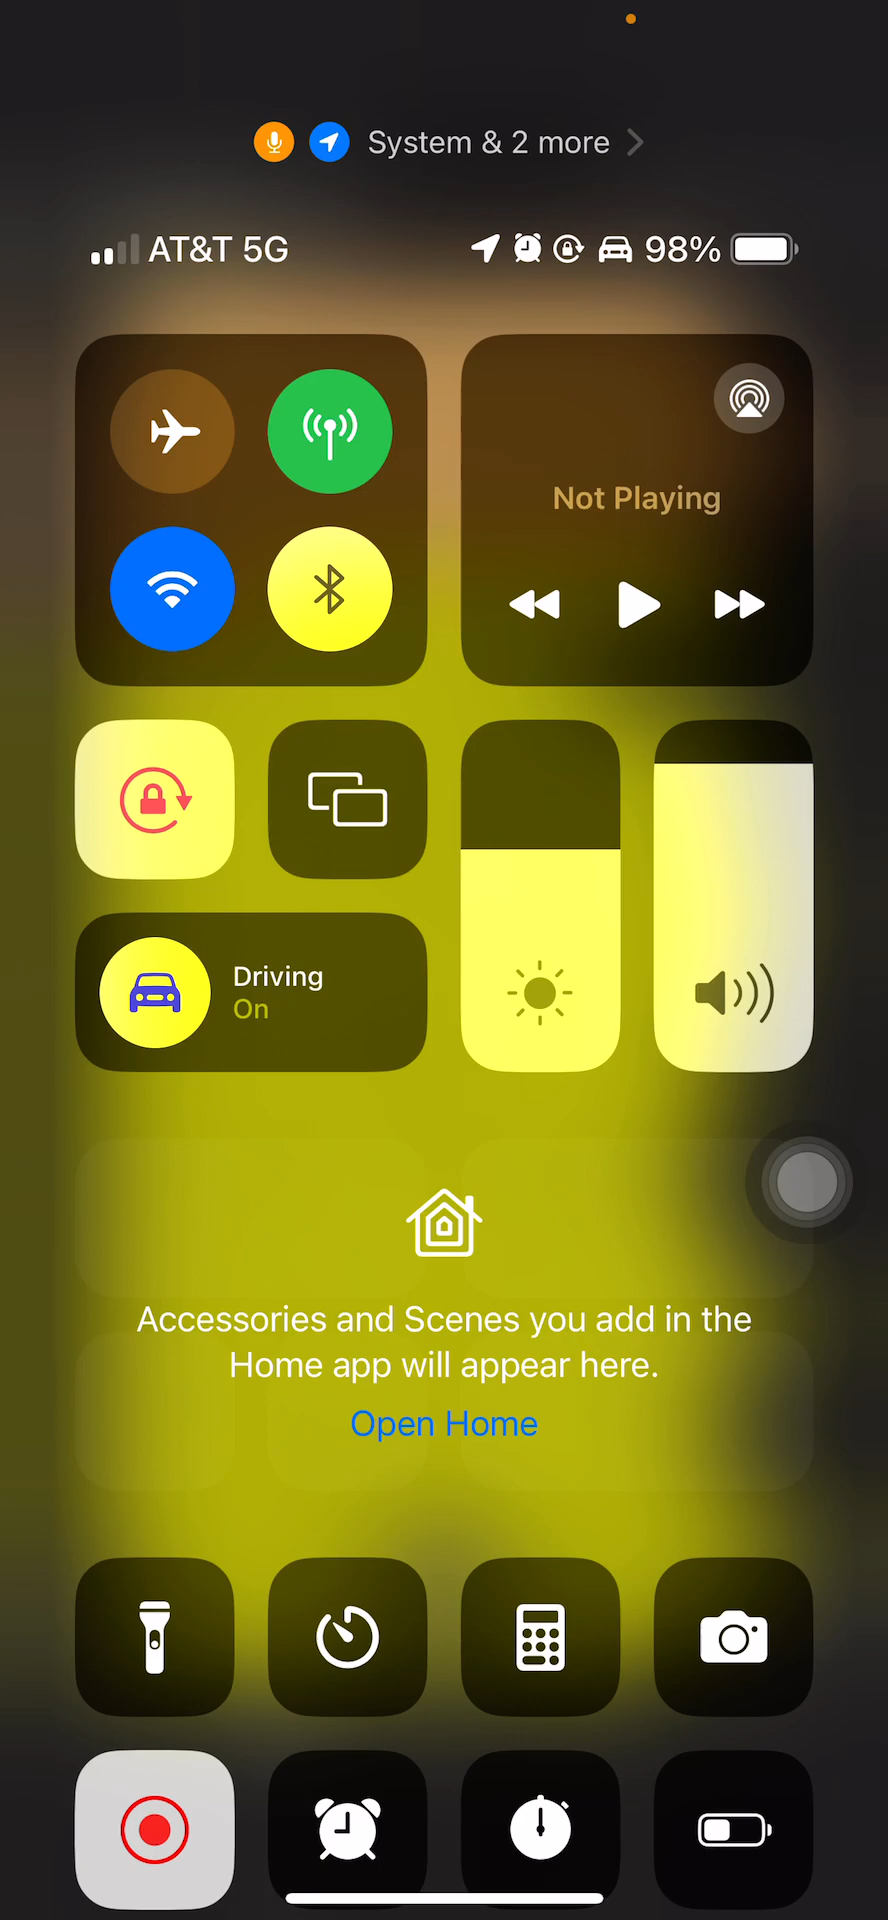 System & 2 more
AT&T 5G 98%
Not Playing
Driving
On
Accessories and Scenes you add in the
Home app will appear here.
Open Home